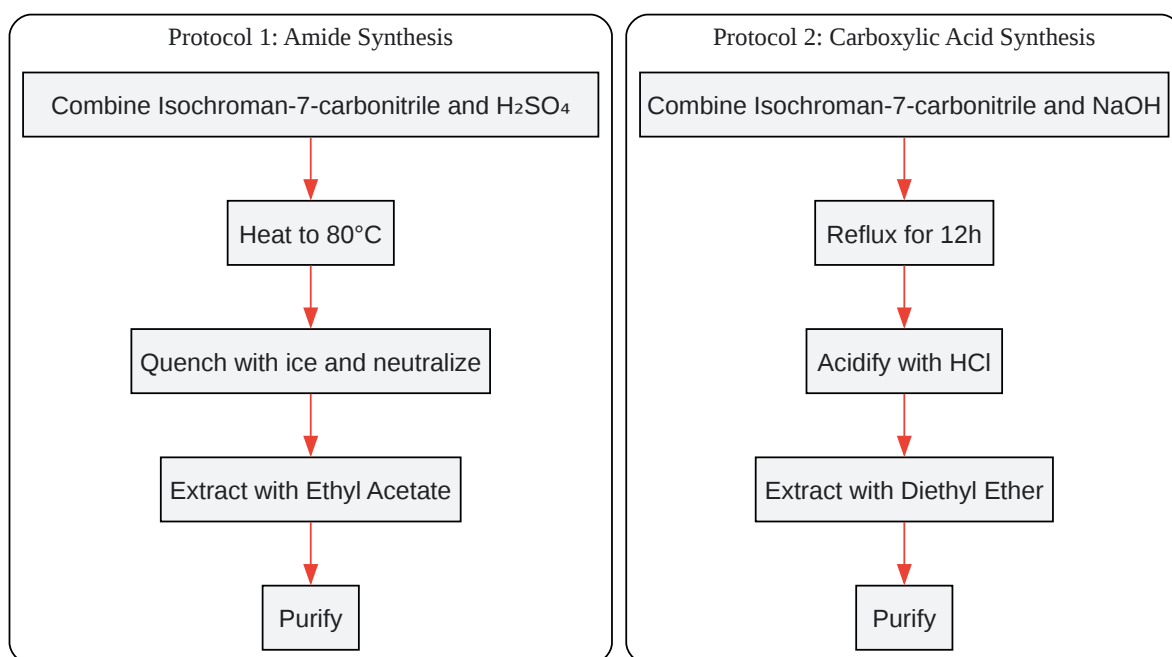 Protocol 1: Amide Synthesis
Combine Isochroman-7-carbonitrile and H₂SO₄
Heat to 80°C
Quench with ice and neutralize
Extract with Ethyl Acetate
Purify
Protocol 2: Carboxylic Acid Synthesis
Combine Isochroman-7-carbonitrile and NaOH
Reflux for 12h
Acidify with HCl
Extract with Diethyl Ether
Purify